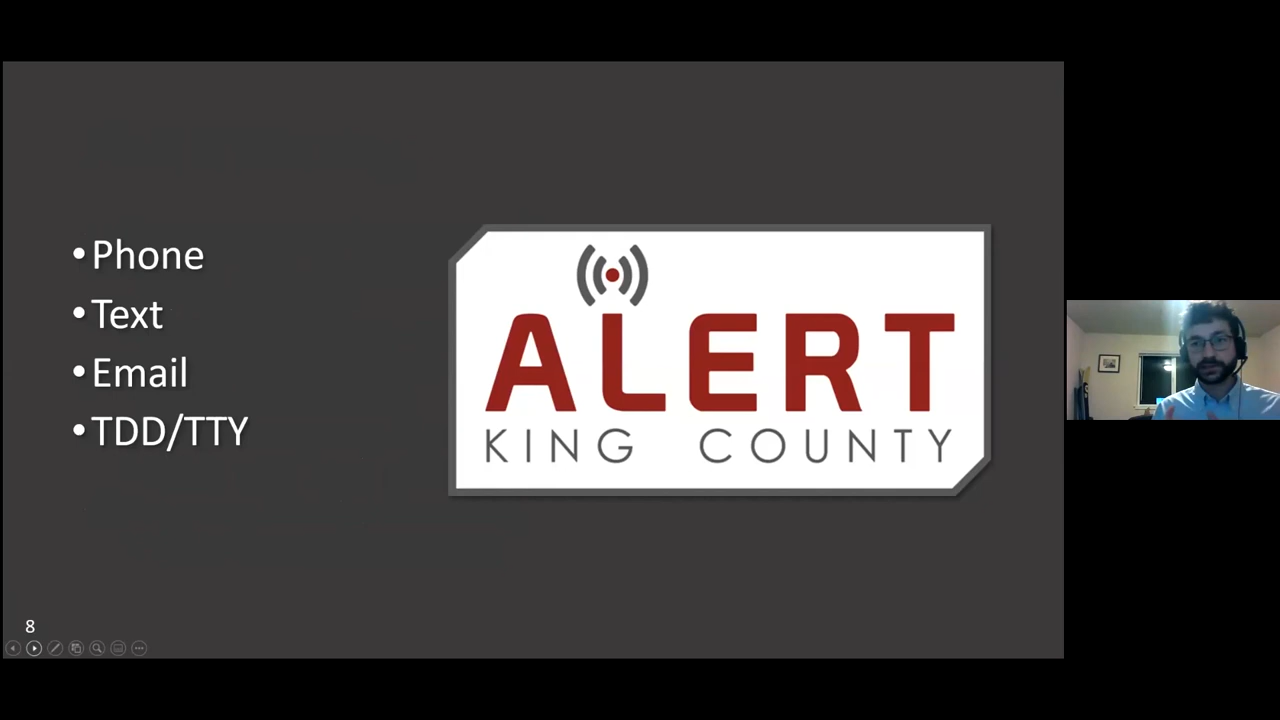 •Phone
•Text
•Email
•TDD/TTY
ALERT
KING COUNTY
8